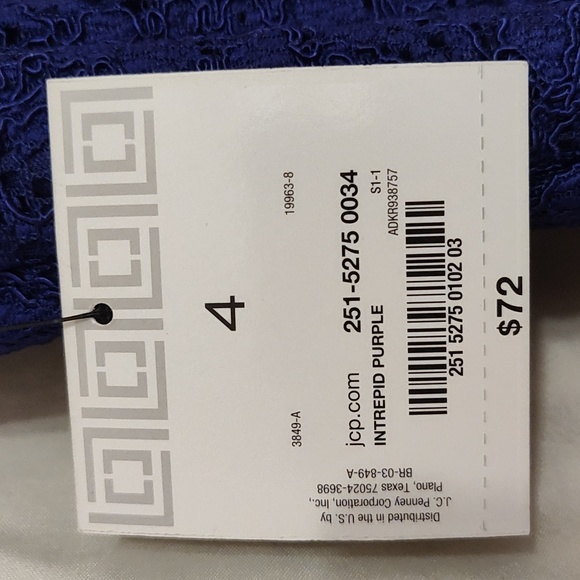 4
3849-A 19963-8
jcp.com 251-5275 0034
INTREPID PURPLE S1-1
ADKR938757
251 5275 0102 03
$72
Distributed in the U.S. by
J.C. Penney Corporation, Inc.,
Plano, Texas 75024-3698
BR-03-849-A